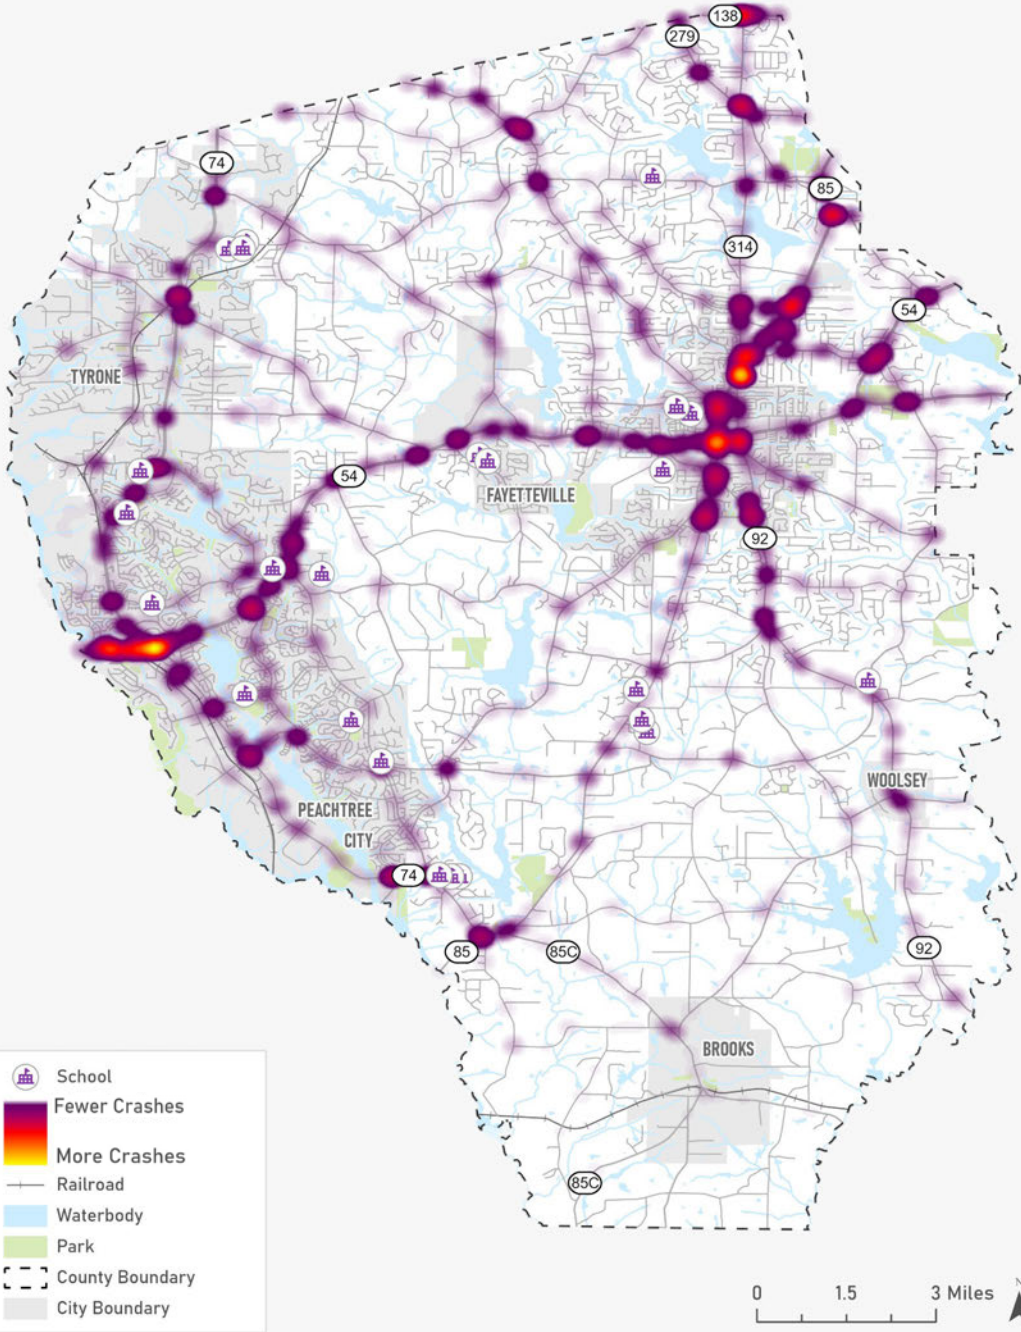 138
279
74
85
314
54
TYRONE
54
FAYETTEVILLE
92
WOOLSEY
PEACHTREE
CITY
74
85
85C
92
BROOKS
85C
School
Fewer Crashes
More Crashes
Railroad
Waterbody
Park
County Boundary
City Boundary
0 1.5 3 Miles